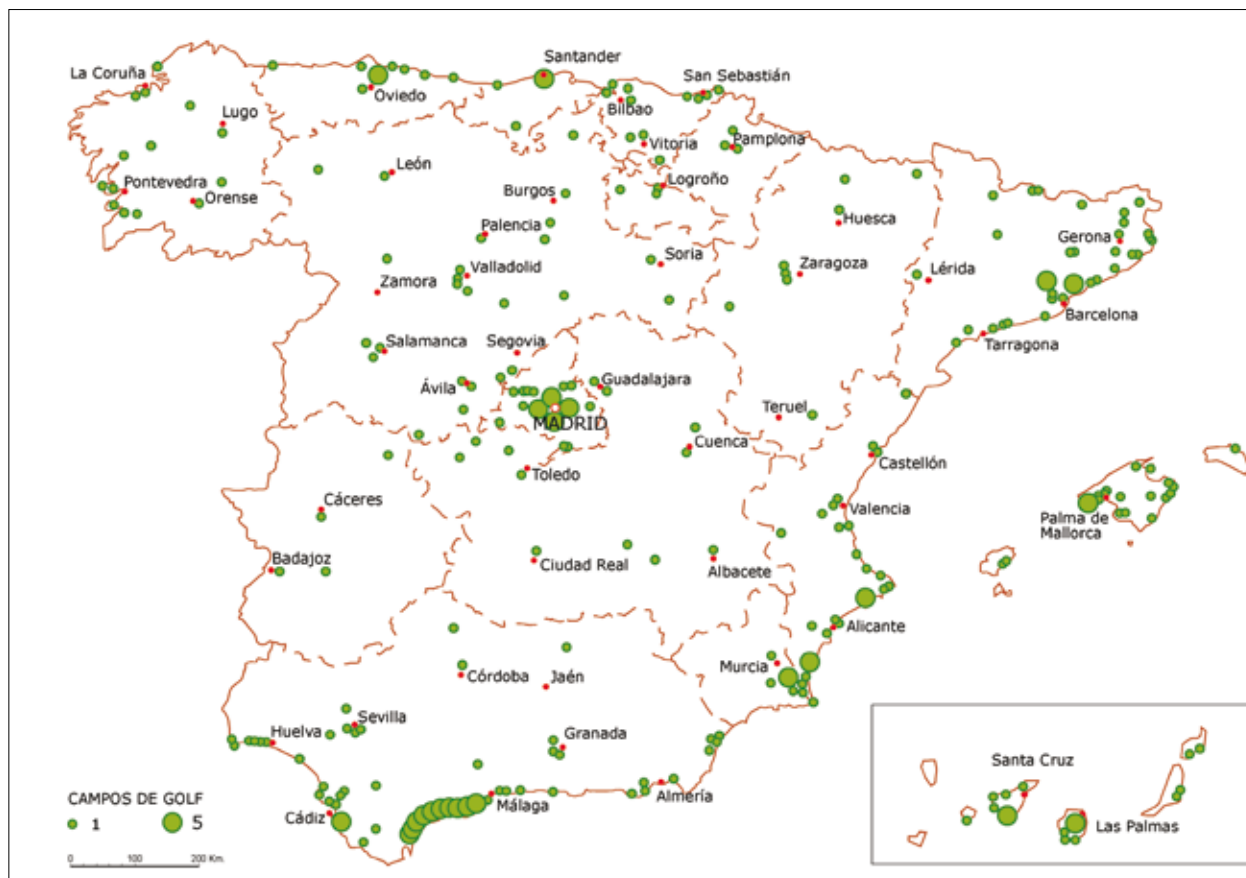 Santander
La Coruña
San Sebastián
Oviedo
Bilbao
Lugo
Vitoria
Pamplona
León
Pontevedra
Logroño
Orense
Burgos
Huesca
Palencia
Gerona
Soria
Valladolid
Zaragoza
Lérida
Zamora
Barcelona
Salamanca
Segovia
Tarragona
Ávila
Guadalajara
Teruel
MADRID
Cuenca
Castellón
Toledo
Cáceres
Valencia
Palma de
Mallorca
Badajoz
Ciudad Real
Albacete
Alicante
Murcia
Córdoba
Jaén
Sevilla
Huelva
Granada
Santa Cruz
CAMPOS DE GOLF
1
5
Málaga
Almería
Cádiz
Las Palmas
0 100 200 Km.